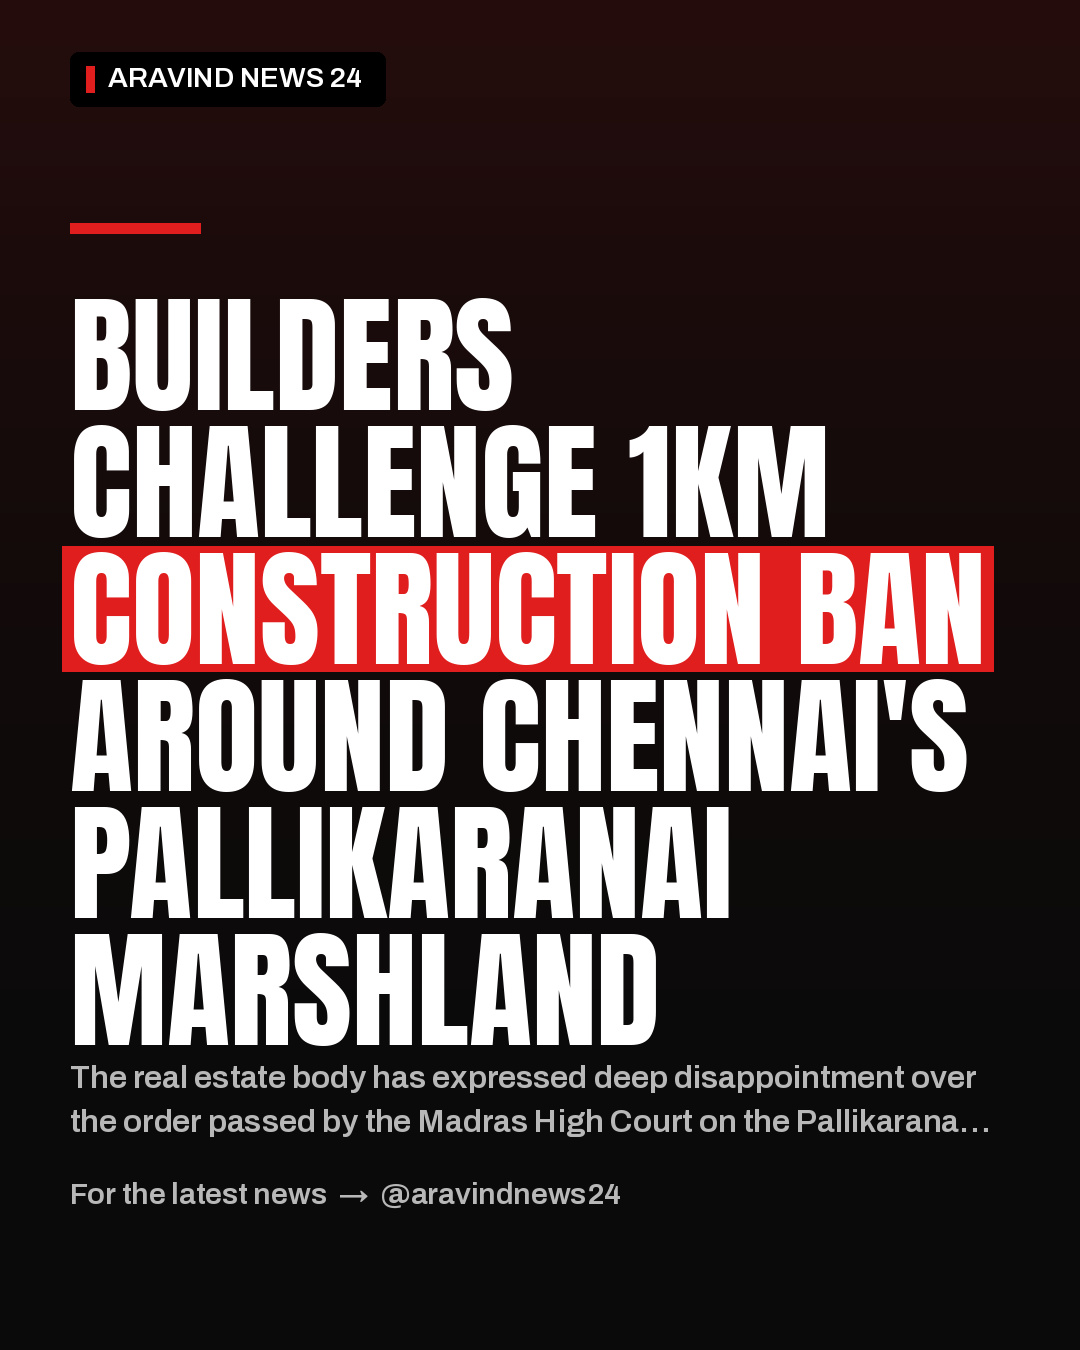 ARAVIND NEWS 24
BUILDERS
CHALLENGE 1KM
CONSTRUCTION BAN
AROUND CHENNAI'S
PALLIKARANAI
MARSHLAND
The real estate body has expressed deep disappointment over
the order passed by the Madras High Court on the Pallikarana...
For the latest news → @aravindnews24